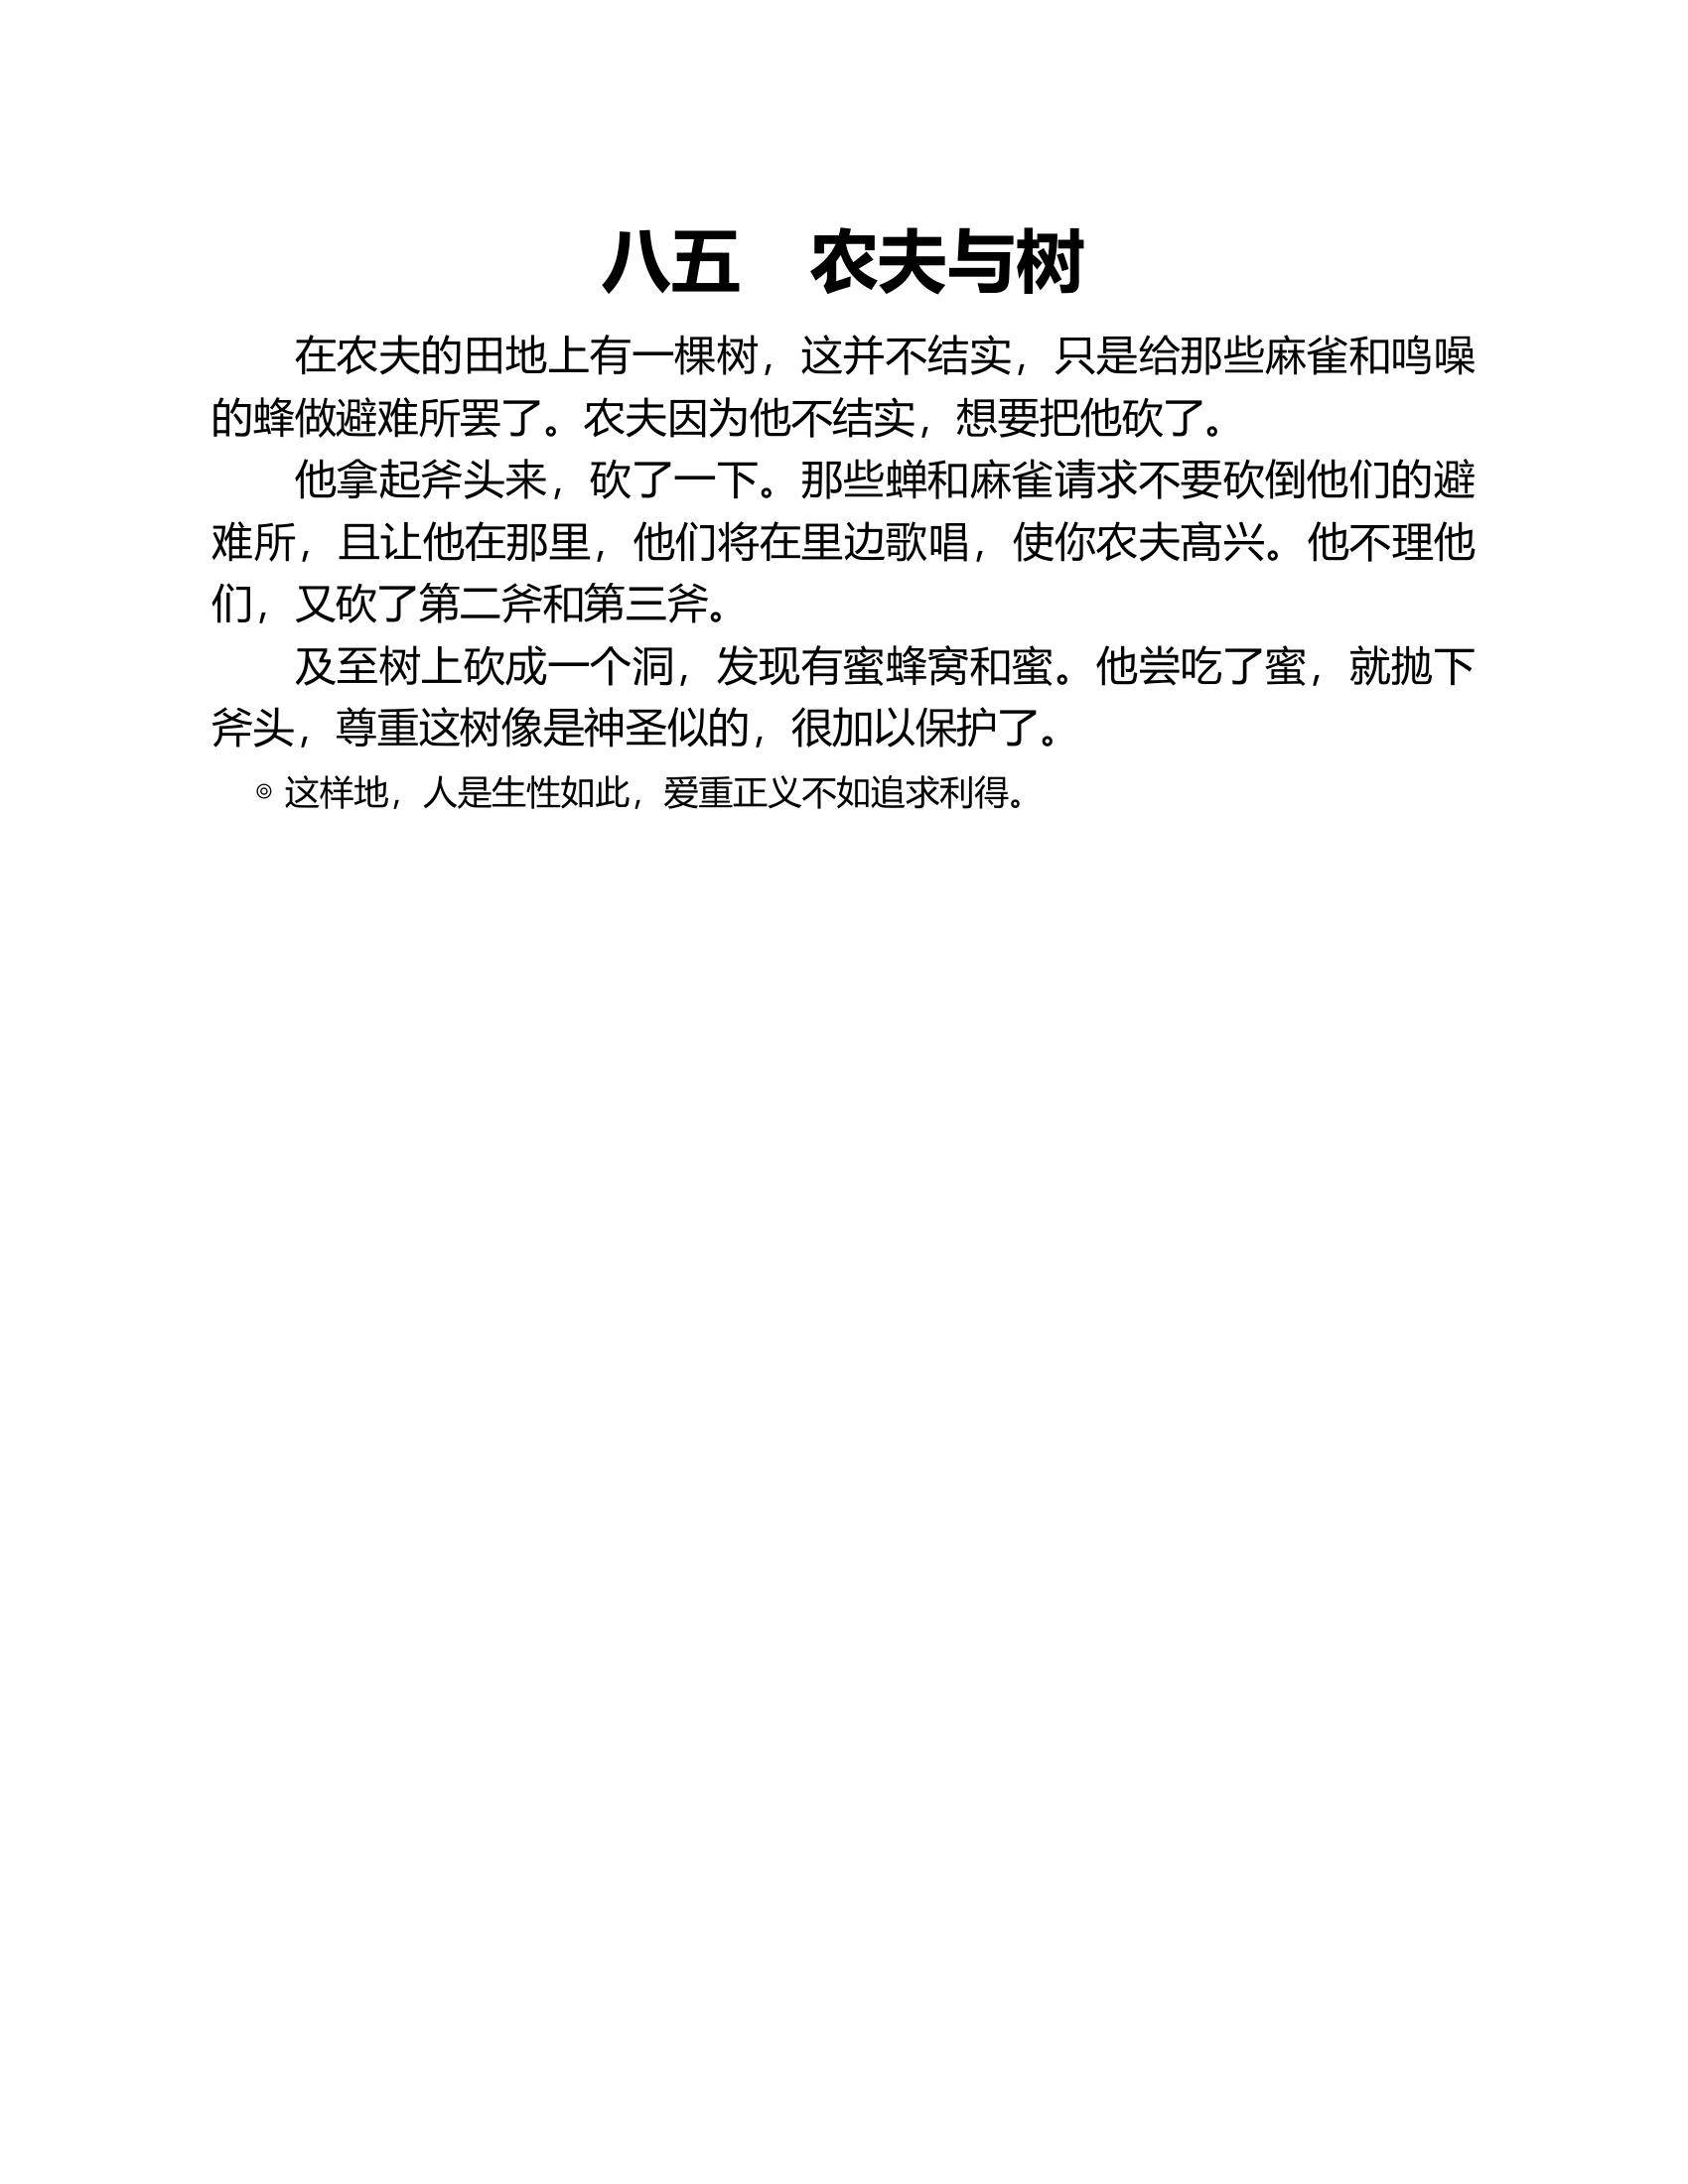 八五　农夫与树
在农夫的田地上有一棵树，这并不结实，只是给那些麻雀和鸣噪
的蜂做避难所罢了。农夫因为他不结实，想要把他砍了。
他拿起斧头来，砍了一下。那些蝉和麻雀请求不要砍倒他们的避
难所，且让他在那里，他们将在里边歌唱，使你农夫高兴。他不理他
们，又砍了第二斧和第三斧。
及至树上砍成一个洞，发现有蜜蜂窝和蜜。他尝吃了蜜，就抛下
斧头，尊重这树像是神圣似的，很加以保护了。
◎ 这样地，人是生性如此，爱重正义不如追求利得。